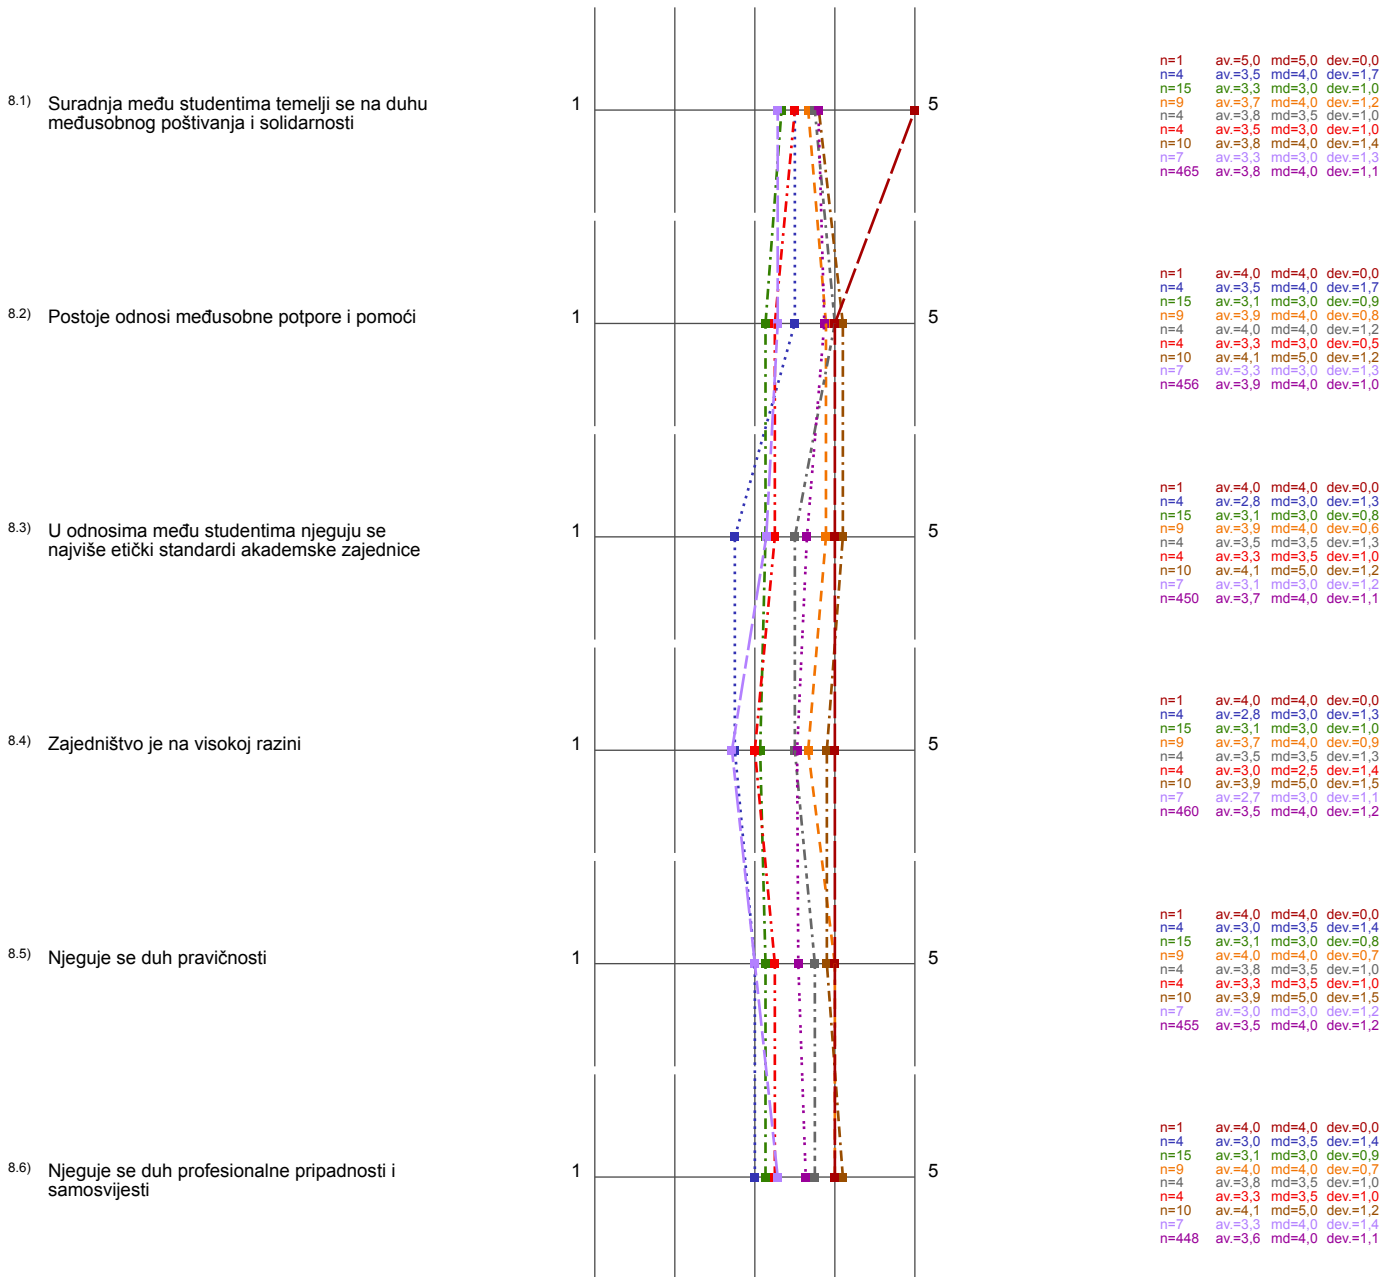 8.1) Suradnja među studentima temelji se na duhu
međusobnog poštivanja i solidarnosti
1 5
n=1 av.=5,0 md=5,0 dev.=0,0
n=4 av.=3,5 md=4,0 dev.=1,7
n=15 av.=3,3 md=3,0 dev.=1,0
n=9 av.=3,7 md=4,0 dev.=1,2
n=4 av.=3,8 md=3,5 dev.=1,0
n=4 av.=3,5 md=3,0 dev.=1,0
n=10 av.=3,8 md=4,0 dev.=1,4
n=7 av.=3,3 md=3,0 dev.=1,3
n=465 av.=3,8 md=4,0 dev.=1,1
8.2) Postoje odnosi međusobne potpore i pomoći
1 5
n=1 av.=4,0 md=4,0 dev.=0,0
n=4 av.=3,5 md=4,0 dev.=1,7
n=15 av.=3,1 md=3,0 dev.=0,9
n=9 av.=3,9 md=4,0 dev.=0,8
n=4 av.=4,0 md=4,0 dev.=1,2
n=4 av.=3,3 md=3,0 dev.=0,5
n=10 av.=4,1 md=5,0 dev.=1,2
n=7 av.=3,3 md=3,0 dev.=1,3
n=456 av.=3,9 md=4,0 dev.=1,0
8.3) U odnosima među studentima njeguju se
najviše etički standardi akademske zajednice
1 5
n=1 av.=4,0 md=4,0 dev.=0,0
n=4 av.=2,8 md=3,0 dev.=1,3
n=15 av.=3,1 md=3,0 dev.=0,8
n=9 av.=3,9 md=4,0 dev.=0,6
n=4 av.=3,5 md=3,5 dev.=1,3
n=4 av.=3,3 md=3,5 dev.=1,0
n=10 av.=4,1 md=5,0 dev.=1,2
n=7 av.=3,1 md=3,0 dev.=1,2
n=450 av.=3,7 md=4,0 dev.=1,1
8.4) Zajedništvo je na visokoj razini
1 5
n=1 av.=4,0 md=4,0 dev.=0,0
n=4 av.=2,8 md=3,0 dev.=1,3
n=15 av.=3,1 md=3,0 dev.=1,0
n=9 av.=3,7 md=4,0 dev.=0,9
n=4 av.=3,5 md=3,5 dev.=1,3
n=4 av.=3,0 md=2,5 dev.=1,4
n=10 av.=3,9 md=5,0 dev.=1,5
n=7 av.=2,7 md=3,0 dev.=1,1
n=460 av.=3,5 md=4,0 dev.=1,2
8.5) Njeguje se duh pravičnosti
1 5
n=1 av.=4,0 md=4,0 dev.=0,0
n=4 av.=3,0 md=3,5 dev.=1,4
n=15 av.=3,1 md=3,0 dev.=0,8
n=9 av.=4,0 md=4,0 dev.=0,7
n=4 av.=3,8 md=3,5 dev.=1,0
n=4 av.=3,3 md=3,5 dev.=1,0
n=10 av.=3,9 md=5,0 dev.=1,5
n=7 av.=3,0 md=3,0 dev.=1,2
n=455 av.=3,5 md=4,0 dev.=1,2
8.6) Njeguje se duh profesionalne pripadnosti i
samosvijesti
1 5
n=1 av.=4,0 md=4,0 dev.=0,0
n=4 av.=3,0 md=3,5 dev.=1,4
n=15 av.=3,1 md=3,0 dev.=0,9
n=9 av.=4,0 md=4,0 dev.=0,7
n=4 av.=3,8 md=3,5 dev.=1,0
n=4 av.=3,3 md=3,5 dev.=1,0
n=10 av.=4,1 md=5,0 dev.=1,2
n=7 av.=3,3 md=4,0 dev.=1,4
n=448 av.=3,6 md=4,0 dev.=1,1